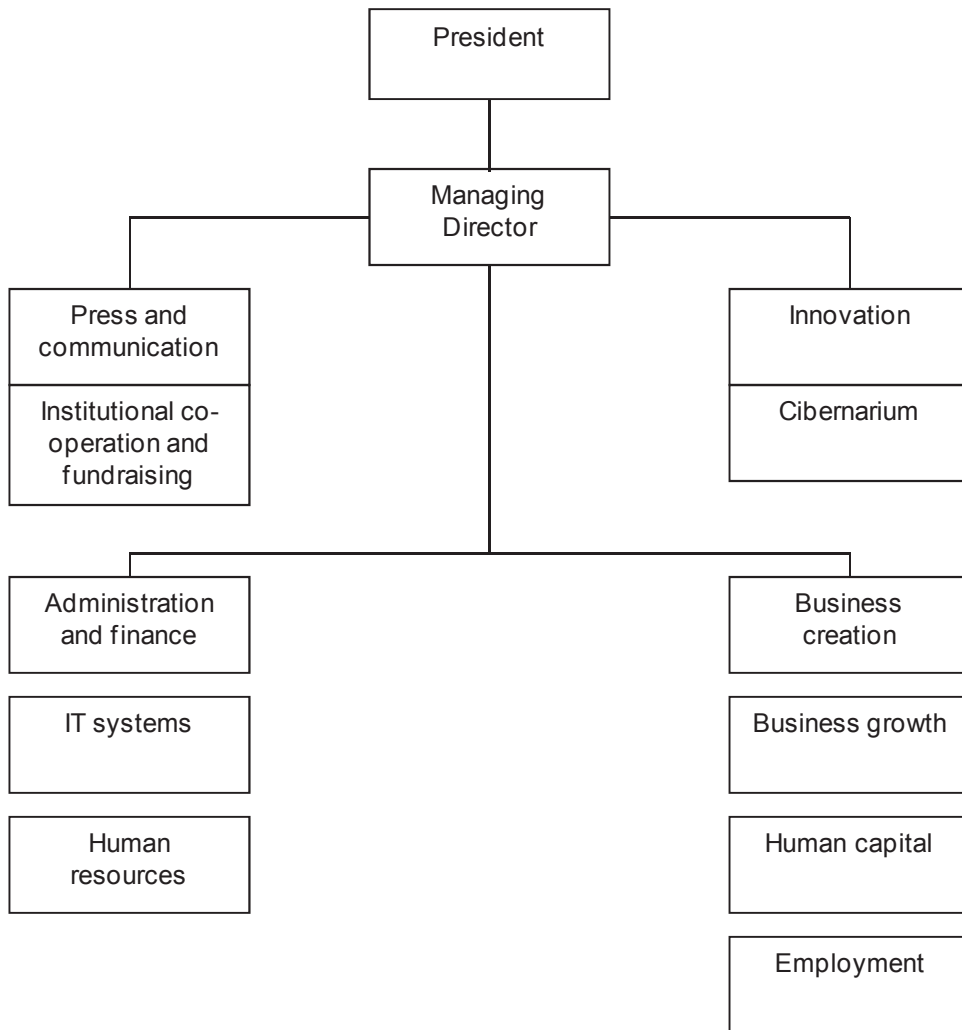 President
Managing
Director
Press and
communication
Innovation
Institutional co-
operation and
fundraising
Cibernarium
Administration
and finance
Business
creation
IT systems
Business growth
Human
resources
Human capital
Employment